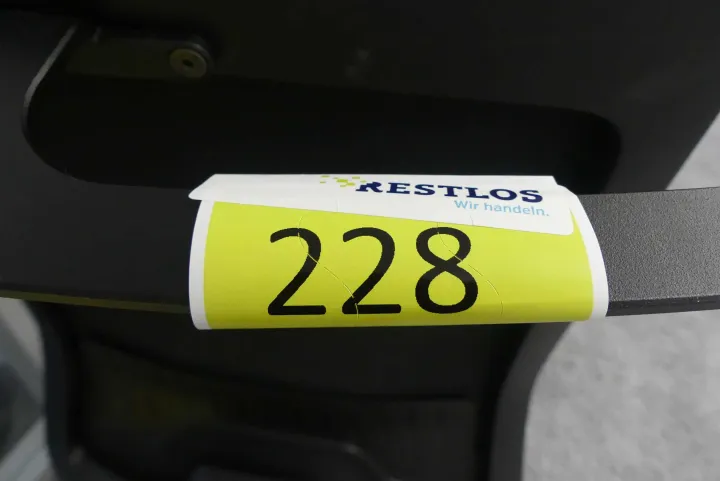 RESTLOS
Wir handeln.
228